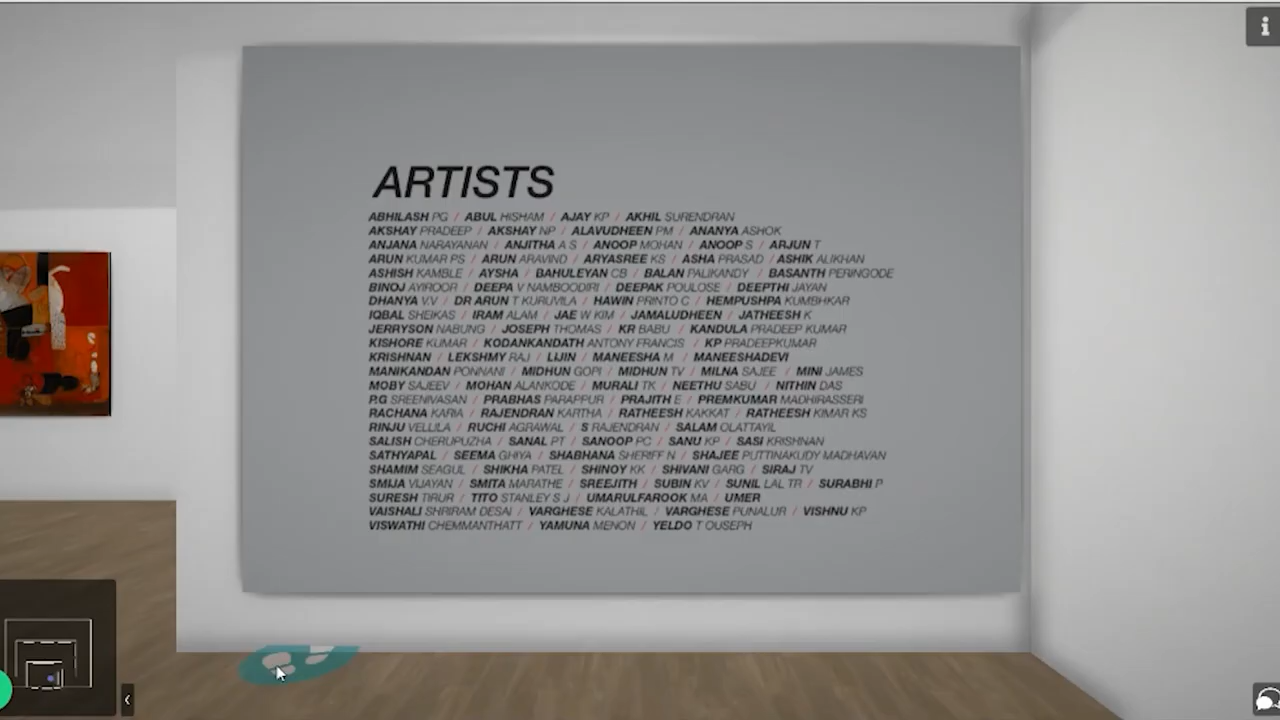 ARTISTS
ABHILASH PG / ABUL HISHAM / AJAY KP / AKHIL SURENDRAN
AKSHAY PRADEEP / AKSHAY NP / ALAVUDHEEN PM / ANANYA ASHOK
ANJANA NARAYANAN / ANJITHA A S / ANOOP MOHAN / ANOOP S / ARJUN T
ARUN KUMAR PS / ARUN ARAVIND / ARYASREE KS / ASHA PRASAD / ASHIK ALIKHAN
ASHISH KAMBLE / AYSHA / BAHULEYAN CB / BALAN PALIKANDY / BASANTH PERINGODE
BINOJ AYIROOR / DEEPA V NAMBOODIRI / DEEPAK POULOSE / DEEPTHI JAYAN
DHANYA V.V / DR ARUN T KURUVILA / HAWIN PRINTO C / HEMPUSHPA KUMBHKAR
IQBAL SHEIKAS / IRAM ALAM / JAE W KIM / JAMALUDHEEN / JATHEESH K
JERRYSON NABUNG / JOSEPH THOMAS / KR BABU / KANDULA PRADEEP KUMAR
KISHORE KUMAR / KODANKANDATH ANTONY FRANCIS / KP PRADEEPKUMAR
KRISHNAN / LEKSHMY RAJ / LIJIN / MANEESHA M / MANEESHADEVI
MANIKANDAN PONNANI / MIDHUN GOPI / MIDHUN TV / MILNA SAJEE / MINI JAMES
MOBY SAJEEV / MOHAN ALANKODE / MURALI TK / NEETHU SABU / NITHIN DAS
P.G SREENIVASAN / PRABHAS PARAPPUR / PRAJITH E / PREMKUMAR MADHIRASSERI
RACHANA KARIA / RAJENDRAN KARTHA / RATHEESH KAKKAT / RATHEESH KIMAR KS
RINJU VELLILA / RUCHI AGRAWAL / S RAJENDRAN / SALAM OLATTAYIL
SALISH CHERUPUZHA / SANAL PT / SANOOP PC / SANU KP / SASI KRISHNAN
SATHYAPAL / SEEMA GHIYA / SHABHANA SHERIFF N / SHAJEE PUTTINAKUDY MADHAVAN
SHAMIM SEAGUL / SHIKHA PATEL / SHINOY KK / SHIVANI GARG / SIRAJ TV
SMIJA VIJAYAN / SMITA MARATHE / SREEJITH / SUBIN KV / SUNIL LAL TR / SURABHI P
SURESH TIRUR / TITO STANLEY S J / UMARULFAROOK MA / UMER
VAISHALI SHRIRAM DESAI / VARGHESE KALATHIL / VARGHESE PUNALUR / VISHNU KP
VISWATHI CHEMMANTHATT / YAMUNA MENON / YELDO T OUSEPH